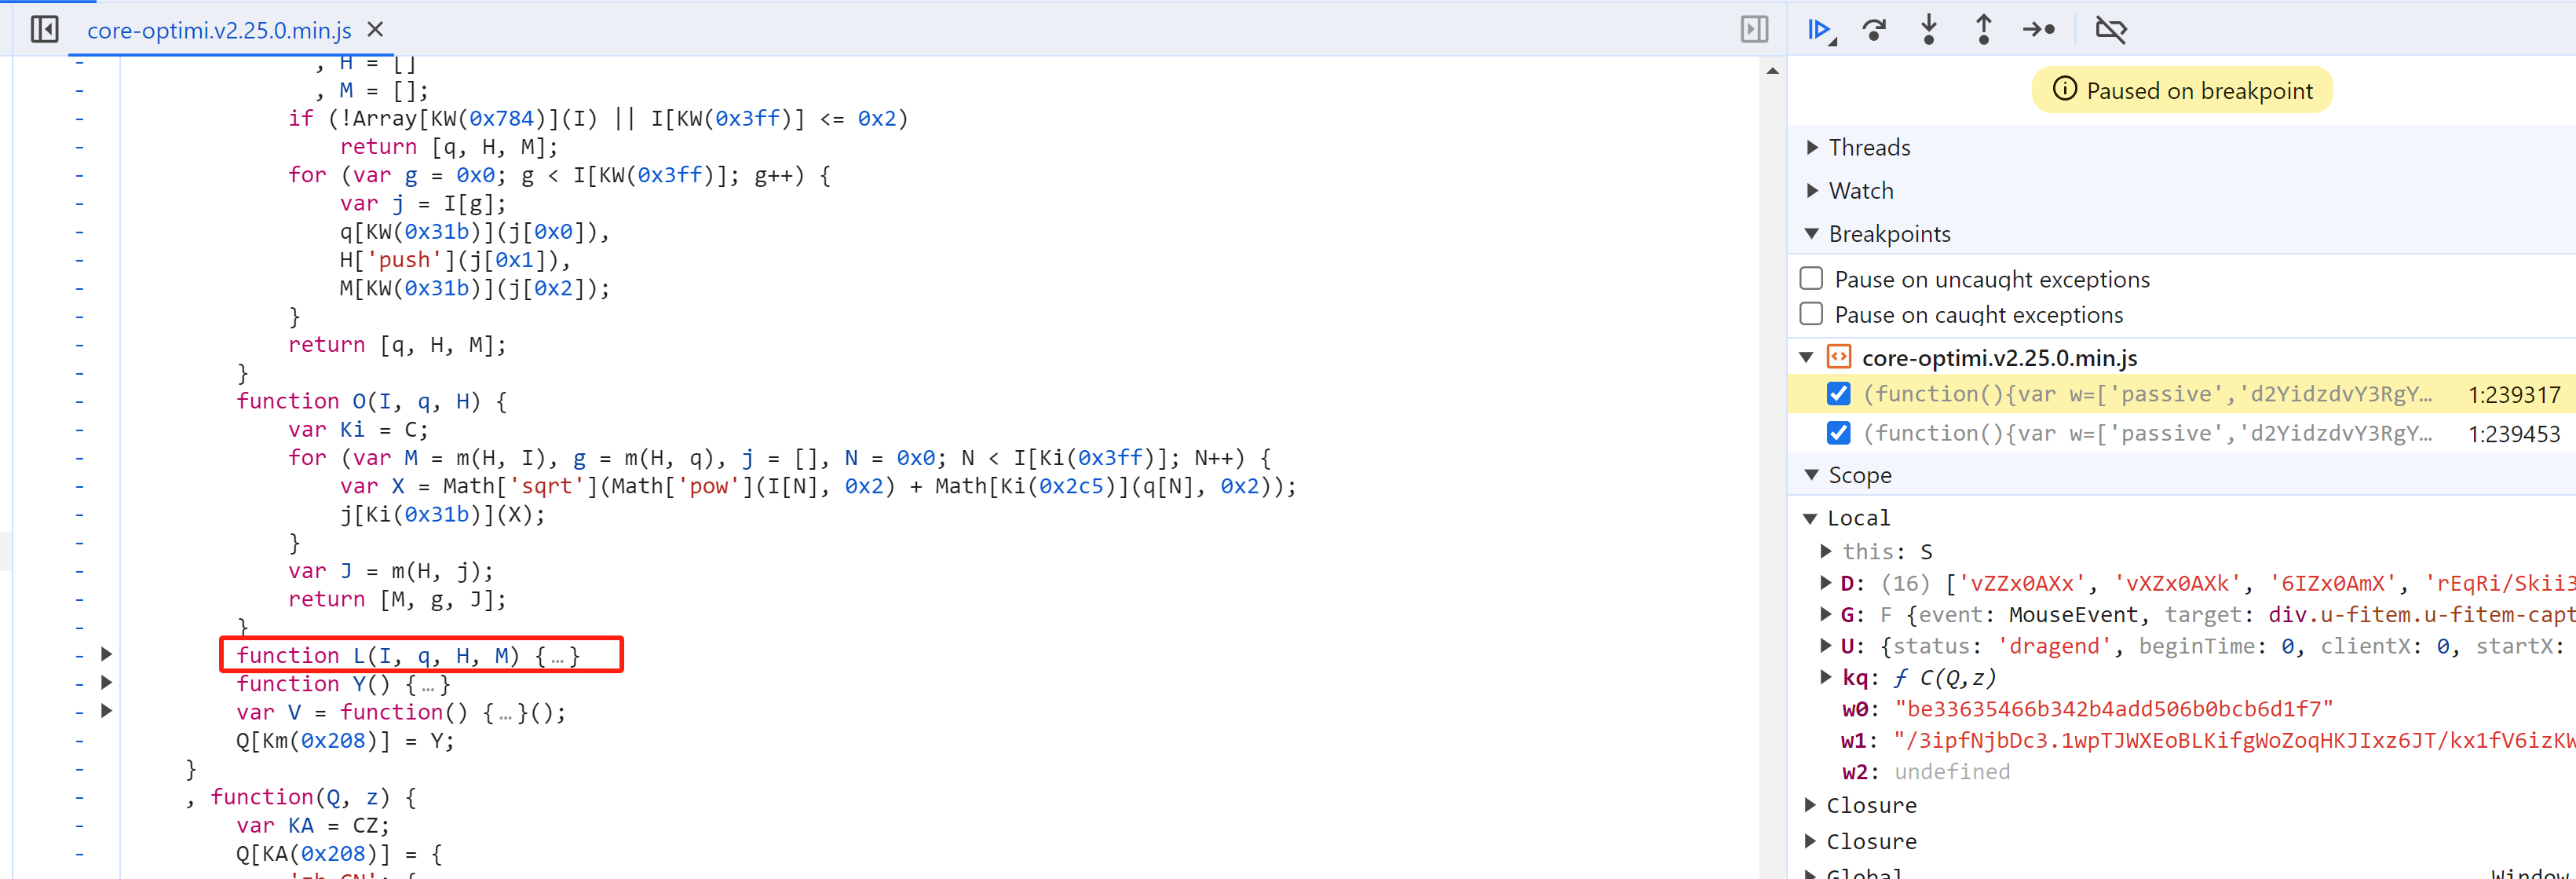 core-optimi.v2.25.0.min.js
, H = []
, M = [];
if (!Array[KW(0x784)](I) || I[KW(0x3ff)] <= 0x2)
return [q, H, M];
for (var g = 0x0; g < I[KW(0x3ff)]; g++) {
var j = I[g];
q[KW(0x31b)](j[0x0]),
H['push'](j[0x1]),
M[KW(0x31b)](j[0x2]);
}
return [q, H, M];
}
function O(I, q, H) {
var Ki = C;
for (var M = m(H, I), g = m(H, q), j = [], N = 0x0; N < I[Ki(0x3ff)]; N++) {
var X = Math['sqrt'](Math['pow'](I[N], 0x2) + Math[Ki(0x2c5)](q[N], 0x2));
j[Ki(0x31b)](X);
}
var J = m(H, j);
return [M, g, J];
}
function L(I, q, H, M) {…}
function Y() {…}
var V = function() {…}();
Q[Km(0x208)] = Y;
}
, function(Q, z) {
var KA = CZ;
Q[KA(0x208)] = {
'zh-CN': {
Paused on breakpoint
Threads
Watch
Breakpoints
Pause on uncaught exceptions
Pause on caught exceptions
core-optimi.v2.25.0.min.js
(function(){var w=['passive','d2YidzdvY3RgY… 1:239317
(function(){var w=['passive','d2YidzdvY3RgY… 1:239453
Scope
Local
this: S
D: (16) ['vZZx0AXx', 'vXZx0AXk', '6IZx0AmX', 'rEqRi/Skii3
G: F {event: MouseEvent, target: div.u-fitem.u-fitem-capt
U: {status: 'dragend', beginTime: 0, clientX: 0, startX:
kq: ƒ C(Q,z)
w0: "be33635466b342b4add506b0bcb6d1f7"
w1: "/3ipfNjbDc3.1wpTJWXEoBLKifgWoZoqHKJIxz6JT/kx1fV6izKW
w2: undefined
Closure
Closure
Global Window